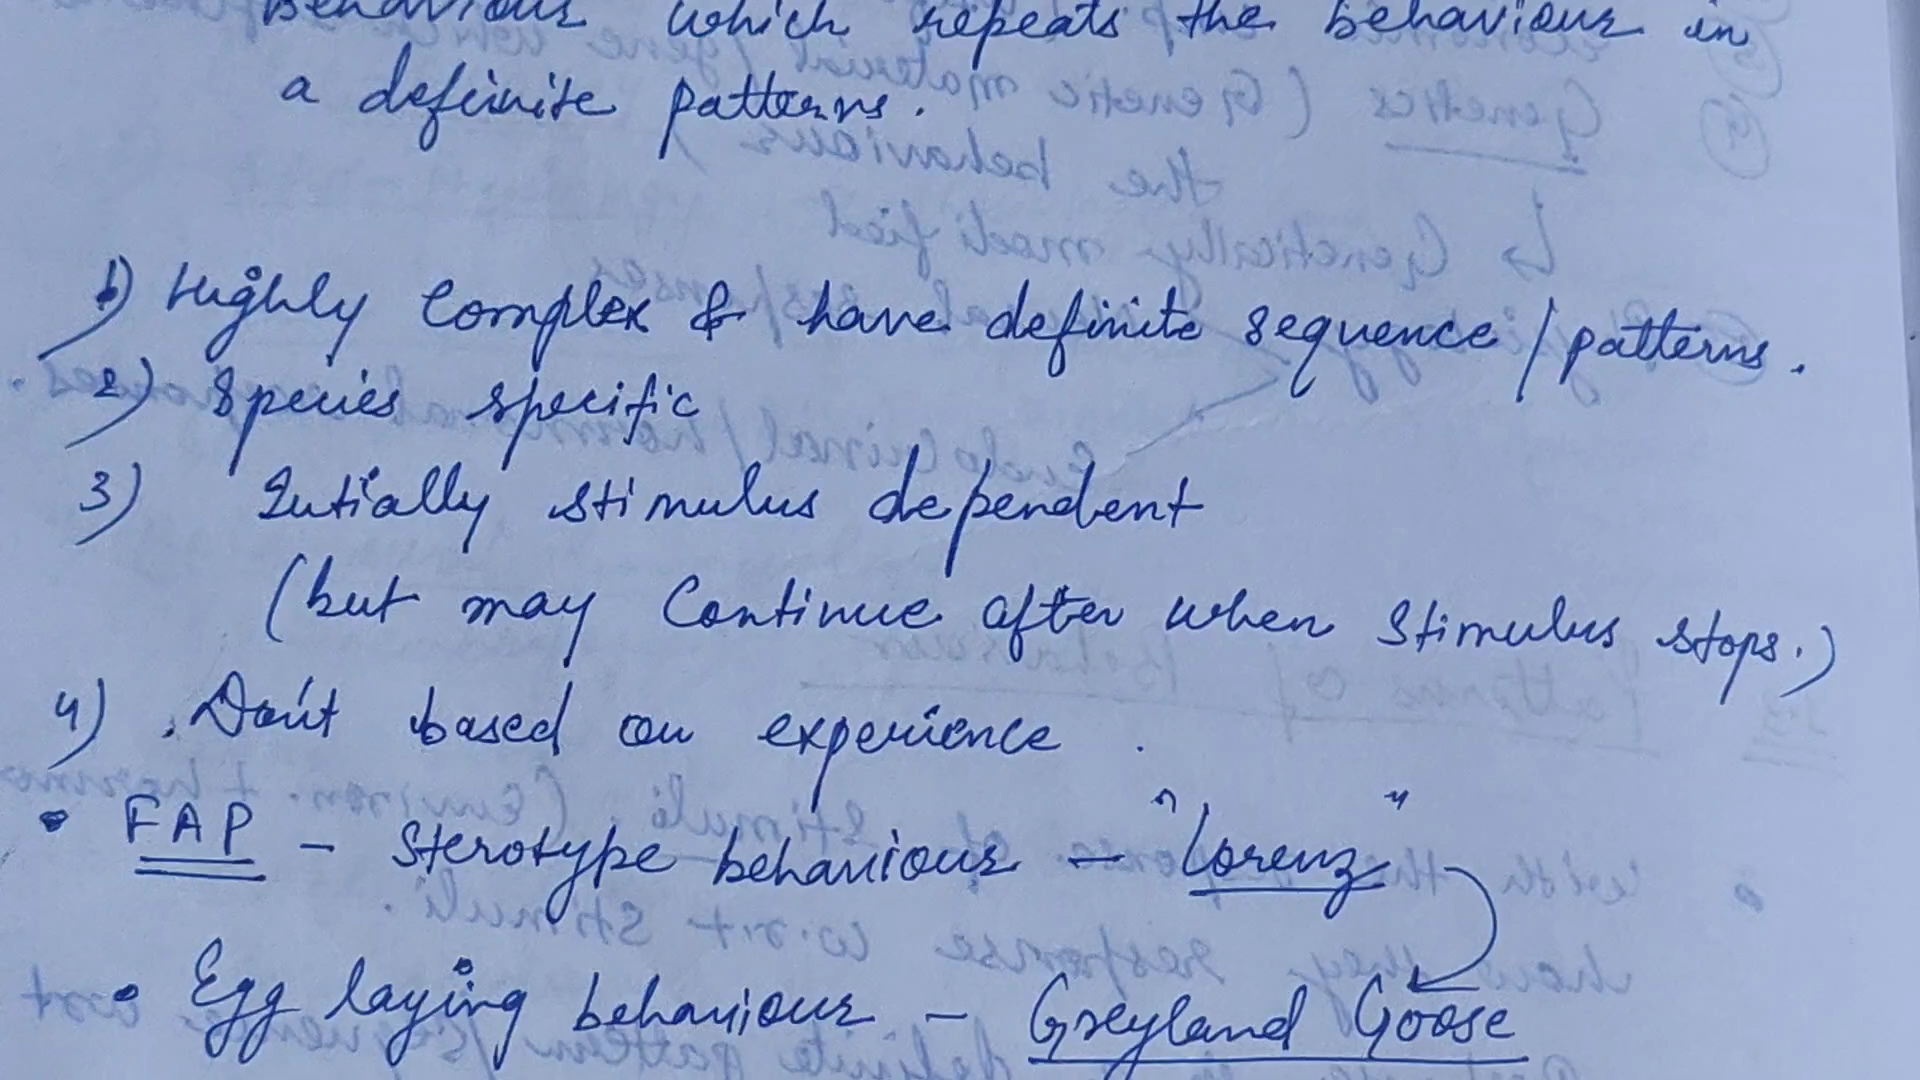 Behaviour which repeats the behaviour in
a definite patterns.
1) Highly Complex & have definite sequence / patterns.
2) Species specific
3) Intially stimulus dependent
(but may Continue after when Stimulus stops.)
4) Don't based on experience.
• FAP - Sterotype behaviour - "Lorenz"
• Egg laying behaviour - Greyland Goose